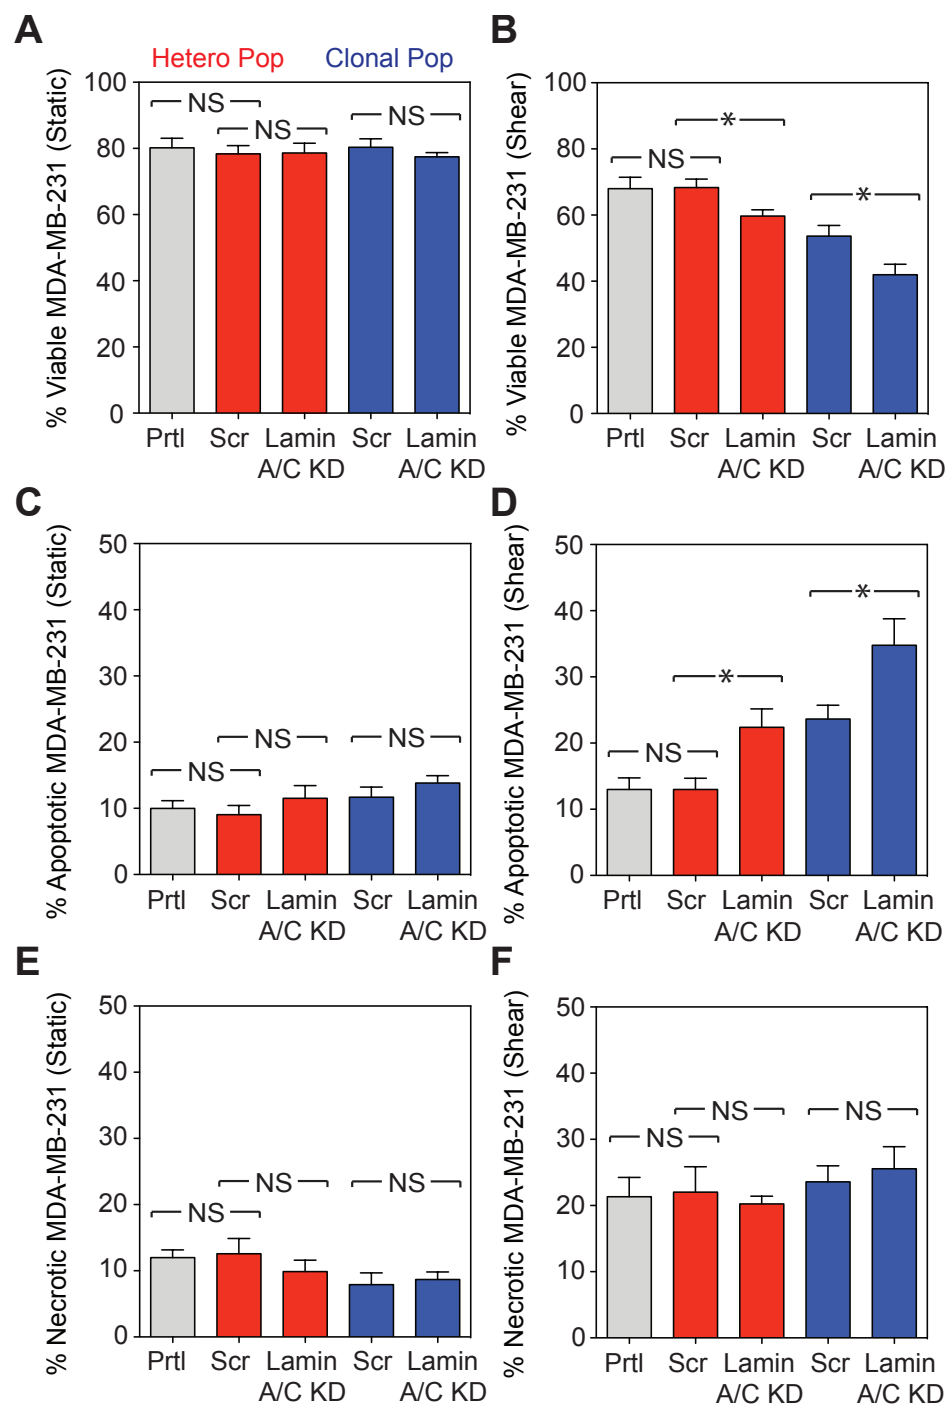 A
Hetero Pop Clonal Pop
% Viable MDA-MB-231 (Static)
100
80
60
40
20
0
NS
NS
NS
Prtl Scr Lamin Scr Lamin
A/C KD A/C KD
B
% Viable MDA-MB-231 (Shear)
100
80
60
40
20
0
NS
*
*
Prtl Scr Lamin Scr Lamin
A/C KD A/C KD
C
% Apoptotic MDA-MB-231 (Static)
50
40
30
20
10
0
NS
NS
NS
Prtl Scr Lamin Scr Lamin
A/C KD A/C KD
D
% Apoptotic MDA-MB-231 (Shear)
50
40
30
20
10
0
NS
*
*
Prtl Scr Lamin Scr Lamin
A/C KD A/C KD
E
% Necrotic MDA-MB-231 (Static)
50
40
30
20
10
0
NS
NS
NS
Prtl Scr Lamin Scr Lamin
A/C KD A/C KD
F
% Necrotic MDA-MB-231 (Shear)
50
40
30
20
10
0
NS
NS
NS
Prtl Scr Lamin Scr Lamin
A/C KD A/C KD